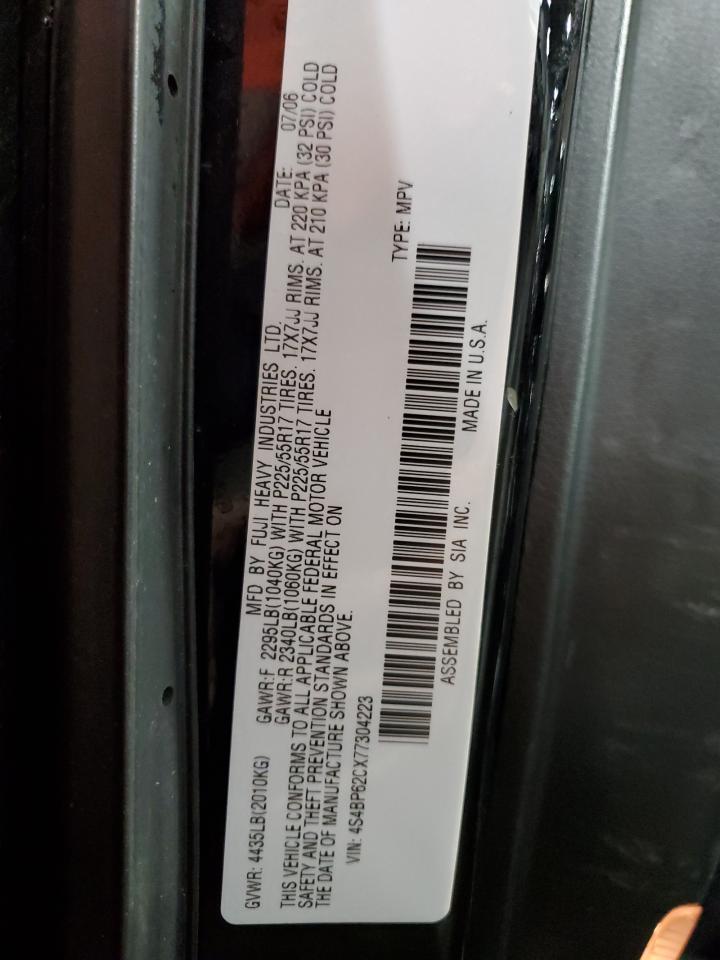 MFD BY FUJI HEAVY INDUSTRIES LTD. DATE: 07/06
GVWR: 4435LB(2010KG) GAWR:F 2295LB(1040KG) WITH P225/55R17 TIRES. 17X7JJ RIMS. AT 220 KPA (32 PSI) COLD
GAWR:R 2340LB(1060KG) WITH P225/55R17 TIRES. 17X7JJ RIMS. AT 210 KPA (30 PSI) COLD
THIS VEHICLE CONFORMS TO ALL APPLICABLE FEDERAL MOTOR VEHICLE
SAFETY AND THEFT PREVENTION STANDARDS IN EFFECT ON
THE DATE OF MANUFACTURE SHOWN ABOVE.
VIN: 4S4BP62CX77304223 TYPE: MPV
ASSEMBLED BY SIA INC. MADE IN U.S.A.